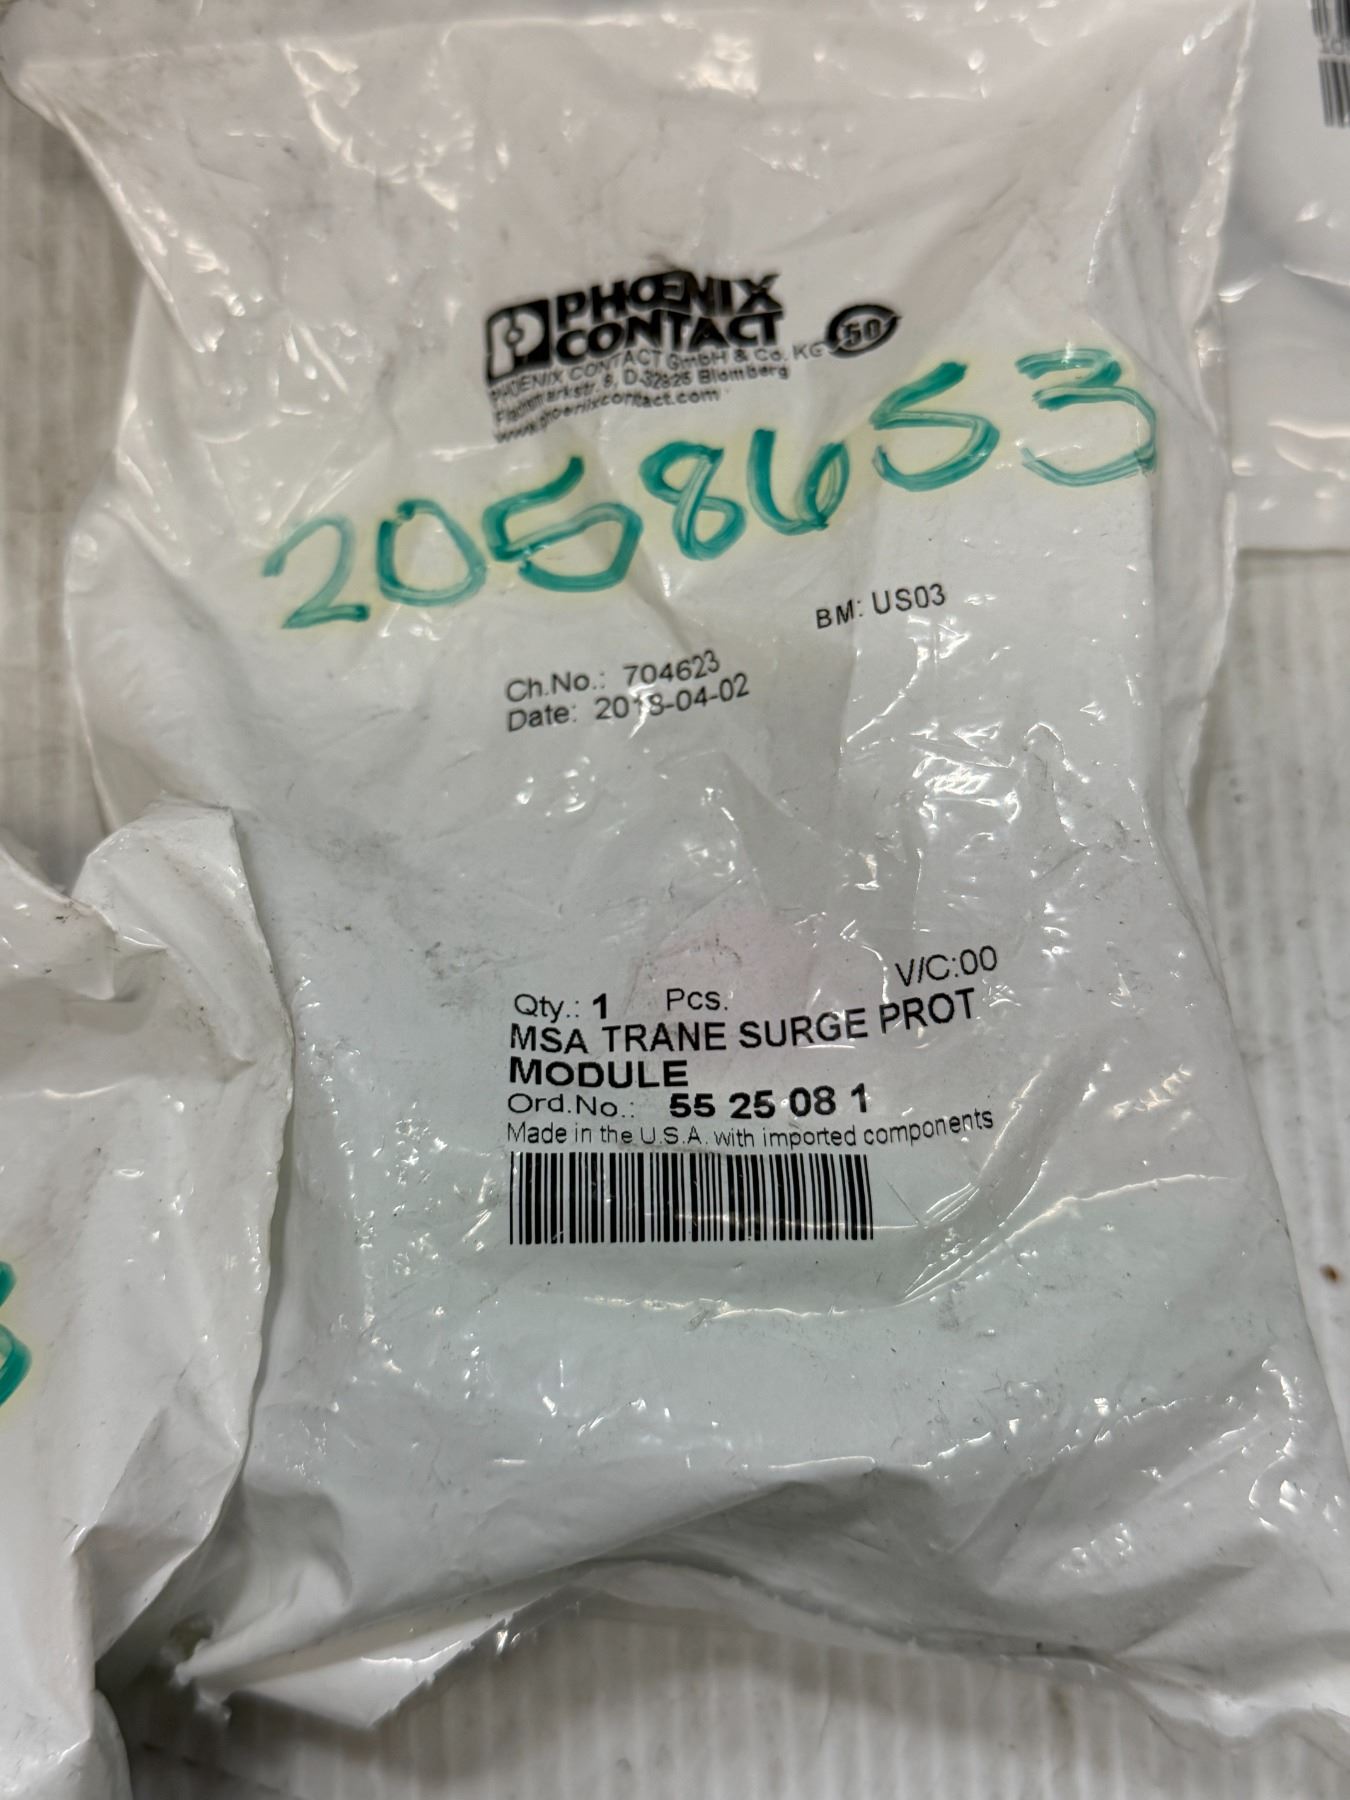 PHOENIX
CONTACT
PHOENIX CONTACT GmbH & Co. KG
Flachsmarkstr. 8, D-32825 Blomberg
www.phoenixcontact.com
50
2058653
BM: US03
Ch.No.: 704623
Date: 2018-04-02
V/C:00
Qty.: 1 Pcs.
MSA TRANE SURGE PROT
MODULE
Ord.No.: 55 25 08 1
Made in the U.S.A. with imported components